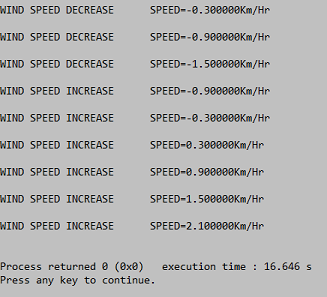 WIND SPEED DECREASE SPEED=-0.300000Km/Hr
WIND SPEED DECREASE SPEED=-0.900000Km/Hr
WIND SPEED DECREASE SPEED=-1.500000Km/Hr
WIND SPEED INCREASE SPEED=-0.900000Km/Hr
WIND SPEED INCREASE SPEED=-0.300000Km/Hr
WIND SPEED INCREASE SPEED=0.300000Km/Hr
WIND SPEED INCREASE SPEED=0.900000Km/Hr
WIND SPEED INCREASE SPEED=1.500000Km/Hr
WIND SPEED INCREASE SPEED=2.100000Km/Hr
Process returned 0 (0x0) execution time : 16.646 s
Press any key to continue.